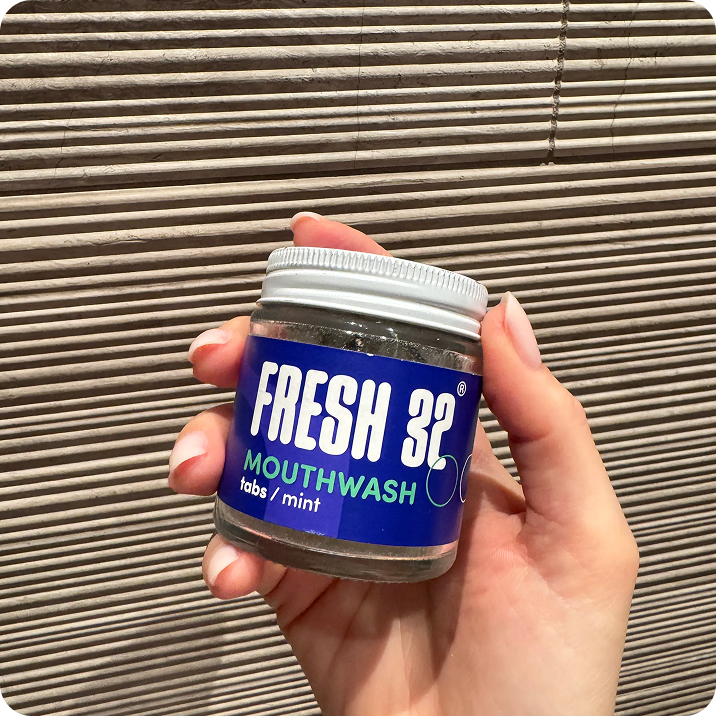 FRESH 32®
MOUTHWASH
tabs / mint